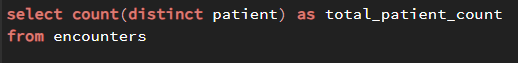 select count(distinct patient) as total_patient_count
from encounters